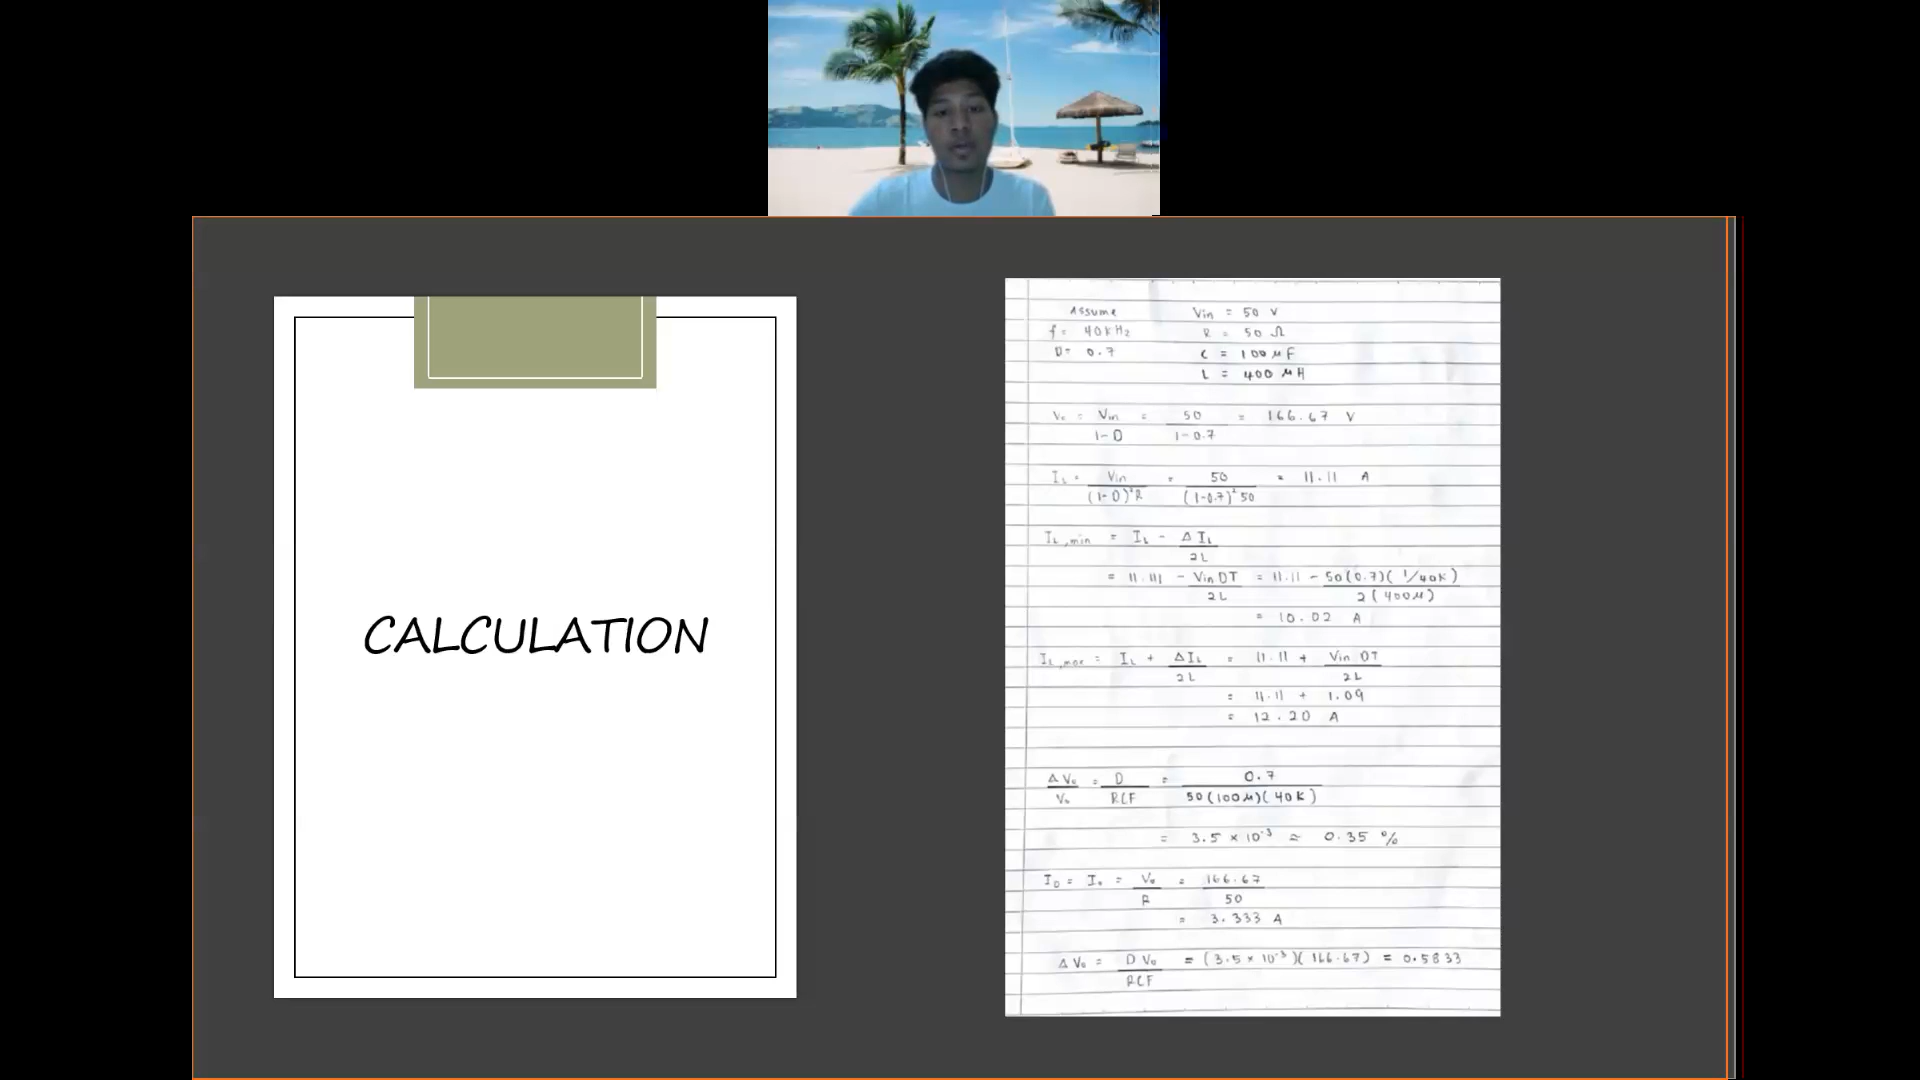 CALCULATION
Assume Vin = 50 V
f = 40kHz R = 50 Ω
D = 0.7 C = 100 μF
L = 400 μH
Vo = Vin/1-D = 50/1-0.7 = 166.67 V
IL = Vin/(1-D)²R = 50/(1-0.7)²50 = 11.11 A
IL,min = IL - ΔIL/2L
= 11.111 - Vin DT/2L = 11.11 - 50(0.7)(1/40K)/2(400μ)
= 10.02 A
IL,max = IL + ΔIL/2L = 11.11 + Vin DT/2L
= 11.11 + 1.09
= 12.20 A
ΔVo/Vo = D/RCF = 0.7/50(100μ)(40K)
= 3.5 × 10⁻³ ≈ 0.35 %
ID = Io = Vo/R = 166.67/50
= 3.333 A
ΔVo = D Vo/RCF = (3.5 × 10⁻³)(166.67) = 0.5833